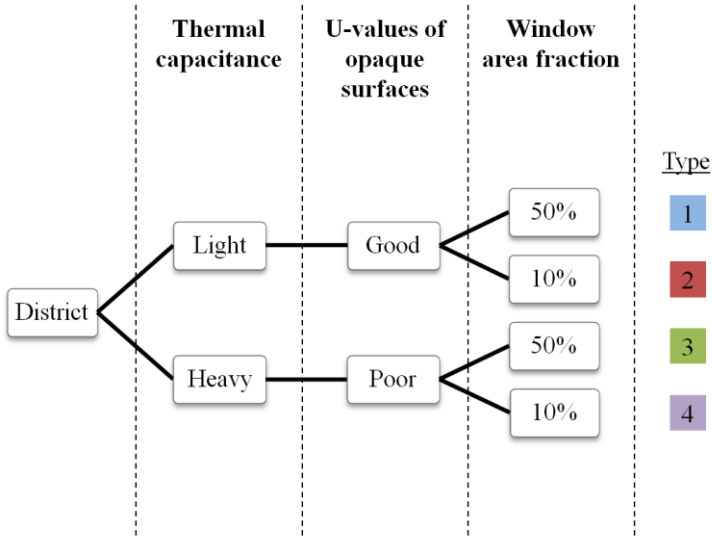 Thermal
capacitance
U-values of
opaque
surfaces
Window
area fraction
Type
50%
1
Light
Good
10%
2
District
50%
3
Heavy
Poor
10%
4